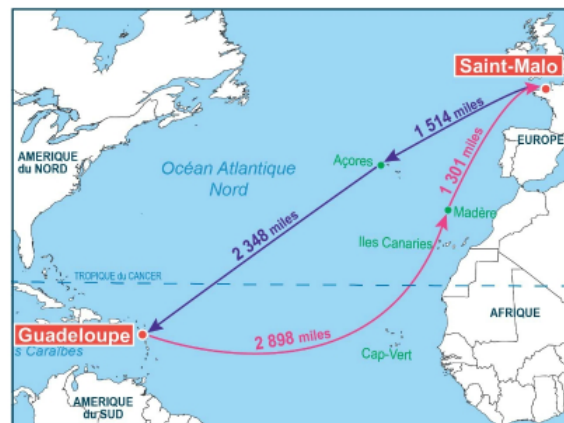 Saint-Malo
1 514 miles
EUROPE
AMERIQUE
du NORD
Océan Atlantique
Nord
Açores
1 301 miles
Madère
2 348 miles
Iles Canaries
TROPIQUE du CANCER
AFRIQUE
Guadeloupe
2 898 miles
s Caraïbes
Cap-Vert
AMERIQUE
du SUD